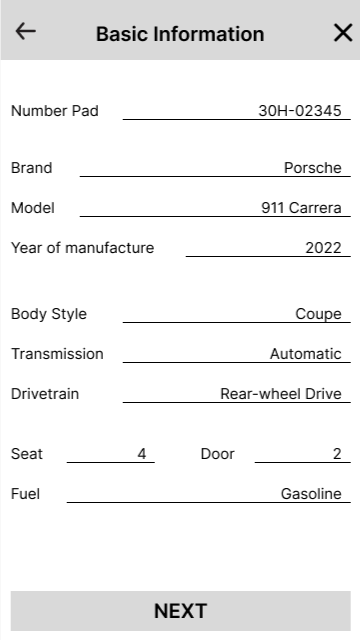 Basic Information
Number Pad 30H-02345
Brand Porsche
Model 911 Carrera
Year of manufacture 2022
Body Style Coupe
Transmission Automatic
Drivetrain Rear-wheel Drive
Seat 4 Door 2
Fuel Gasoline
NEXT